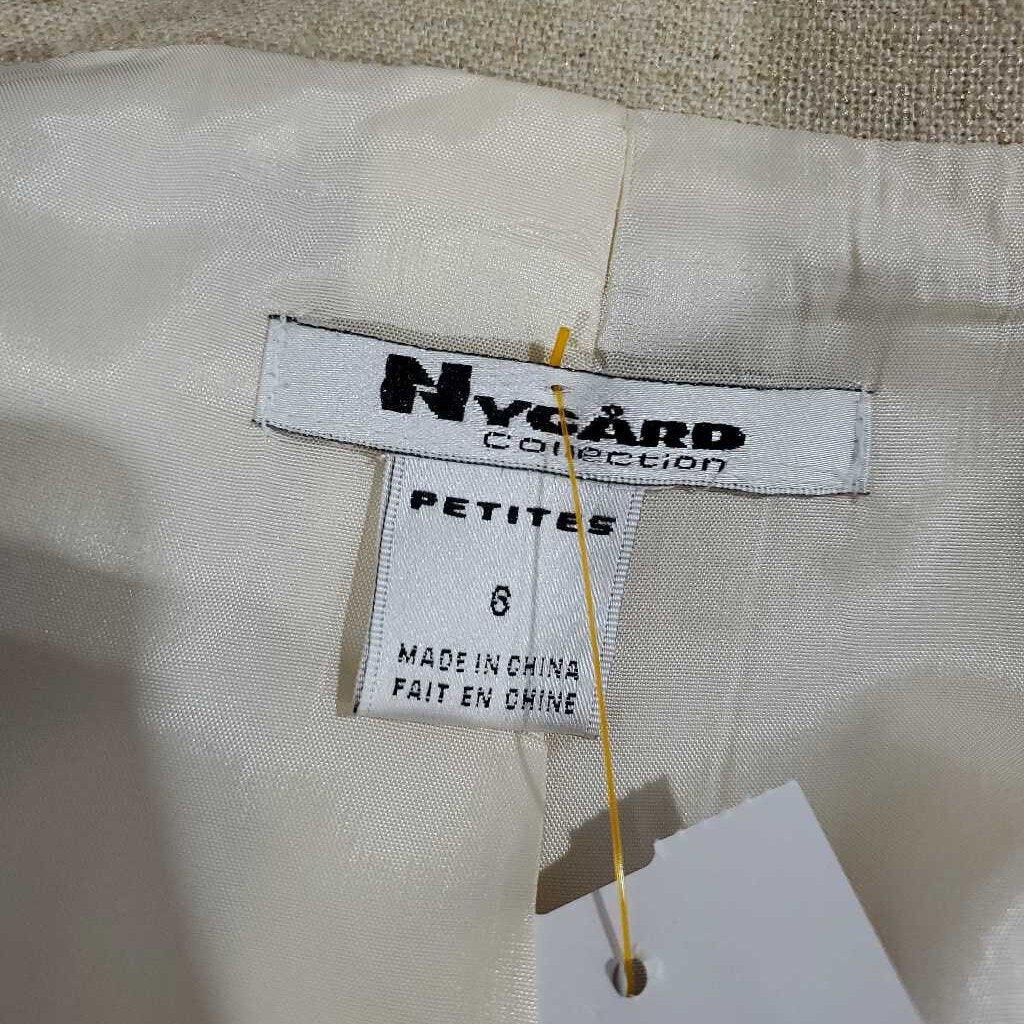 NYGÅRD
Collection
PETITES
6
MADE IN CHINA
FAIT EN CHINE